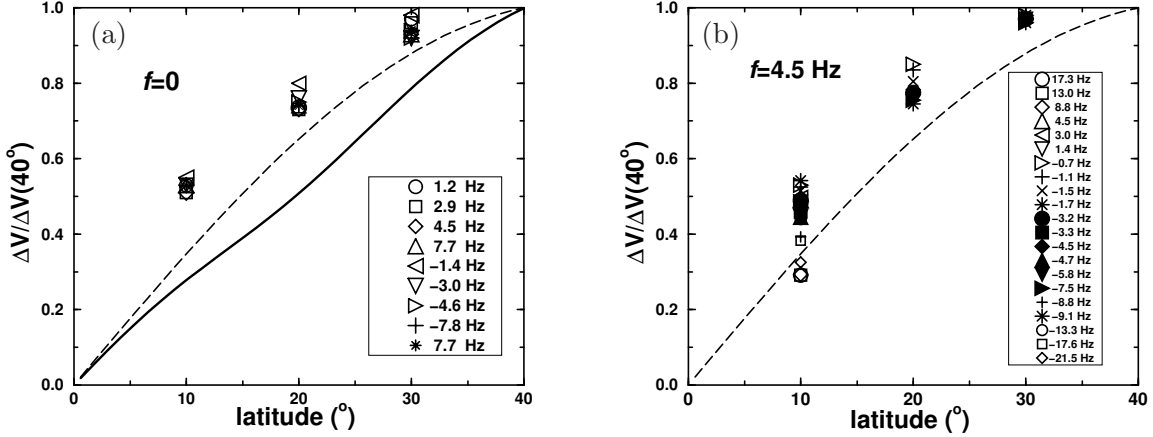 (a)
f=0
ΔV/ΔV(40°)
1.0
0.8
0.6
0.4
0.2
0.0
0
10
20
30
40
latitude (°)
1.2 Hz
2.9 Hz
4.5 Hz
7.7 Hz
−1.4 Hz
−3.0 Hz
−4.6 Hz
−7.8 Hz
7.7 Hz
(b)
f=4.5 Hz
ΔV/ΔV(40°)
1.0
0.8
0.6
0.4
0.2
0.0
0
10
20
30
40
latitude (°)
17.3 Hz
13.0 Hz
8.8 Hz
4.5 Hz
3.0 Hz
1.4 Hz
−0.7 Hz
−1.1 Hz
−1.5 Hz
−1.7 Hz
−3.2 Hz
−3.3 Hz
−4.5 Hz
−4.7 Hz
−5.8 Hz
−7.5 Hz
−8.8 Hz
−9.1 Hz
−13.3 Hz
−17.6 Hz
−21.5 Hz